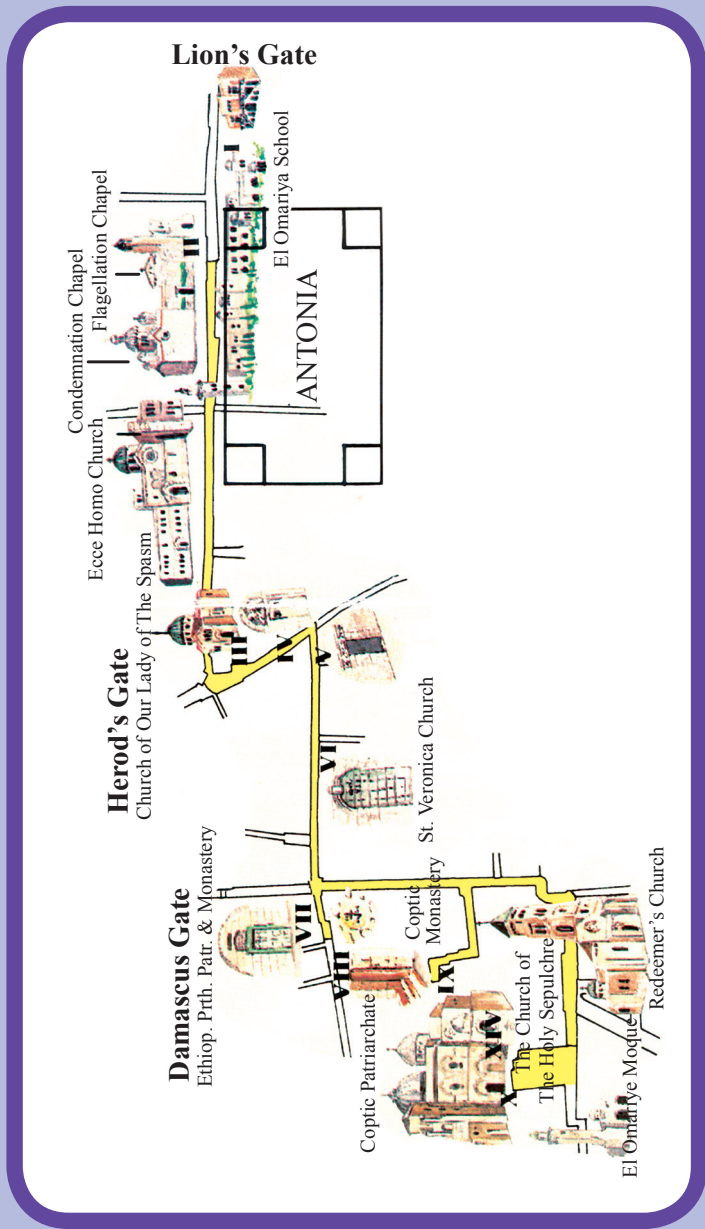 Lion's Gate
I
El Omariya School
Flagellation Chapel
Condemnation Chapel
II
ANTONIA
Ecce Homo Church
Herod's Gate
Church of Our Lady of The Spasm
III
IV
V
VI
St. Veronica Church
Damascus Gate
Ethiop. Prth. Patr. & Monastery
VII
VIII
Coptic
Monastery
IX
Coptic Patriarchate
The Church of
The Holy Sepulchre
X
XIV
Redeemer's Church
El Omariye Moque